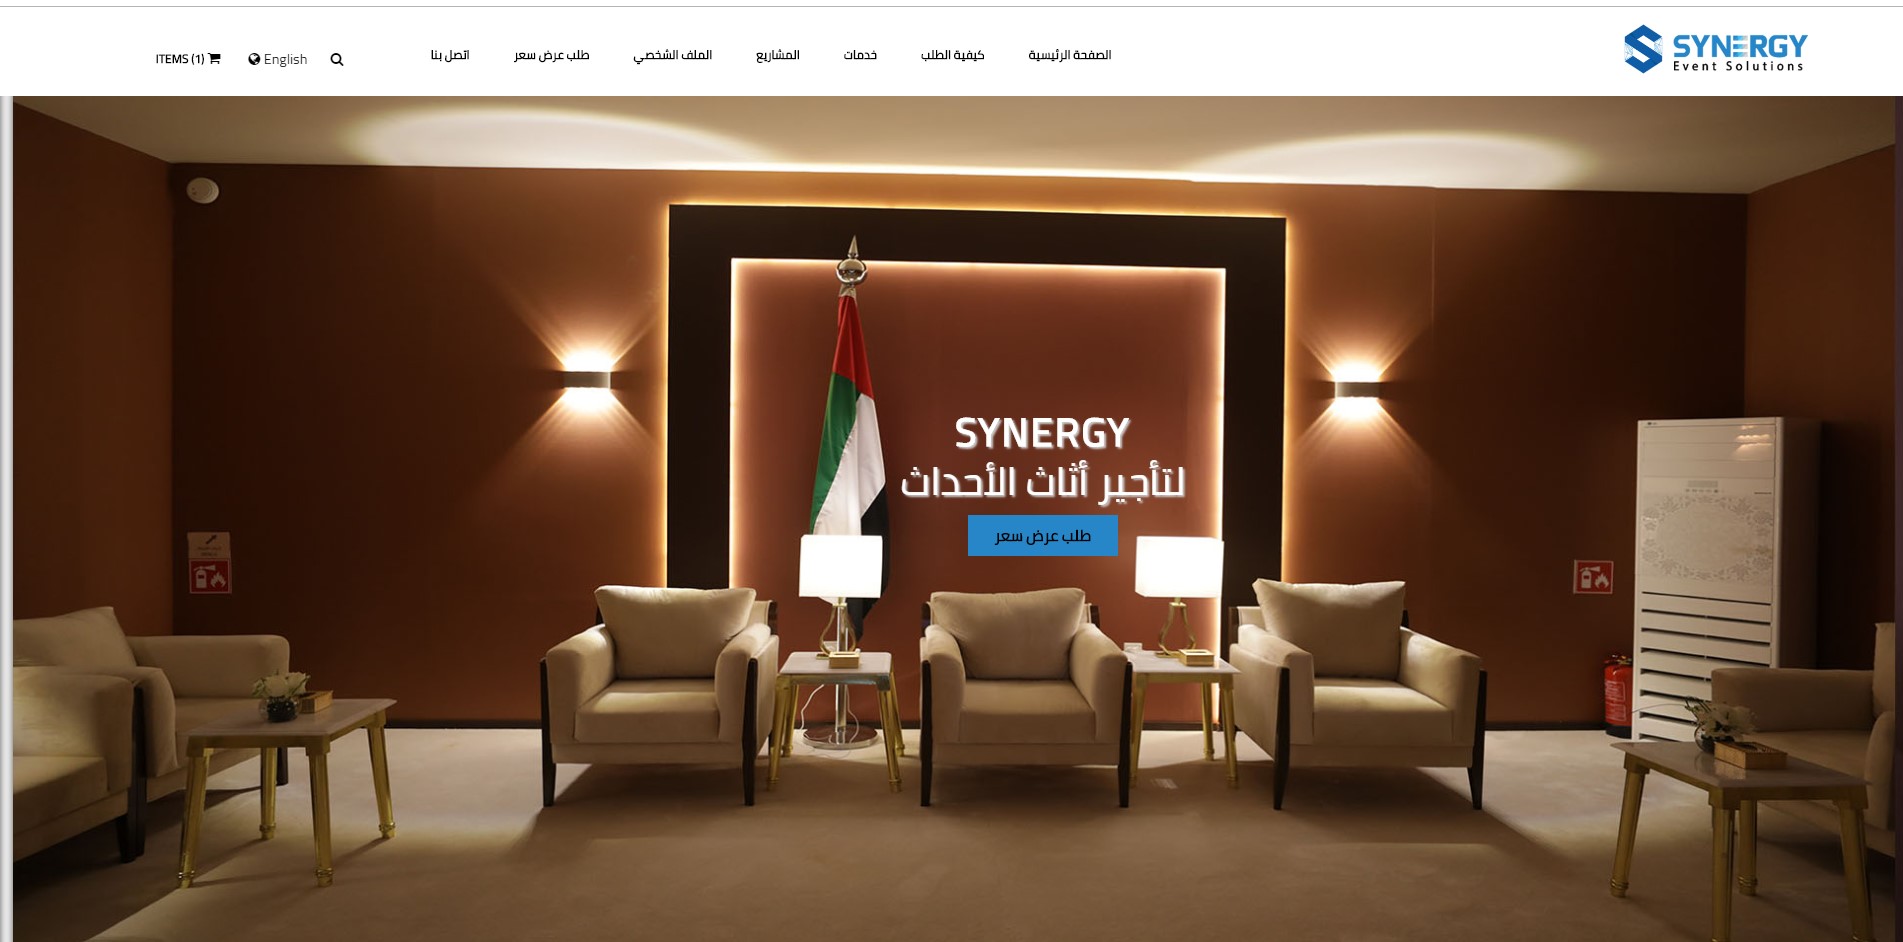 SYNERGY
Event Solutions
الصفحة الرئيسية
كيفية الطلب
خدمات
المشاريع
الملف الشخصي
طلب عرض سعر
اتصل بنا
English
ITEMS (1)
SYNERGY
لتأجير أثاث الأحداث
طلب عرض سعر